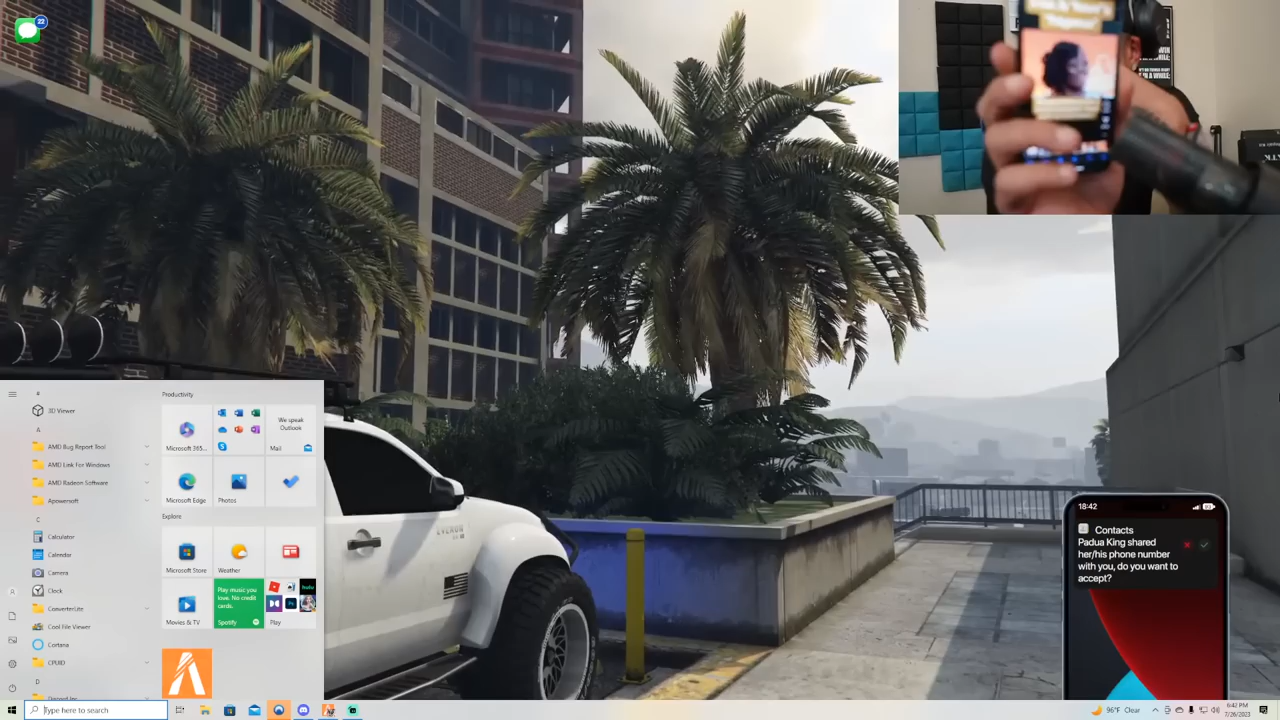 22
18:42
Contacts
Padua King shared
her/his phone number
with you, do you want to
accept?
EVERON
#
3D Viewer
A
AMD Bug Report Tool
AMD Link For Windows
AMD Radeon Software
Apowersoft
C
Calculator
Calendar
Camera
Clock
ConverterLite
Cool File Viewer
Cortana
CPUID
D
Productivity
Microsoft 365...
We speak
Outlook
Mail
Microsoft Edge
Photos
Explore
Microsoft Store
Weather
Movies & TV
Play music you
love. No credit
cards.
Spotify
hulu
Play
Type here to search
96°F Clear
6:42 PM
7/26/2023